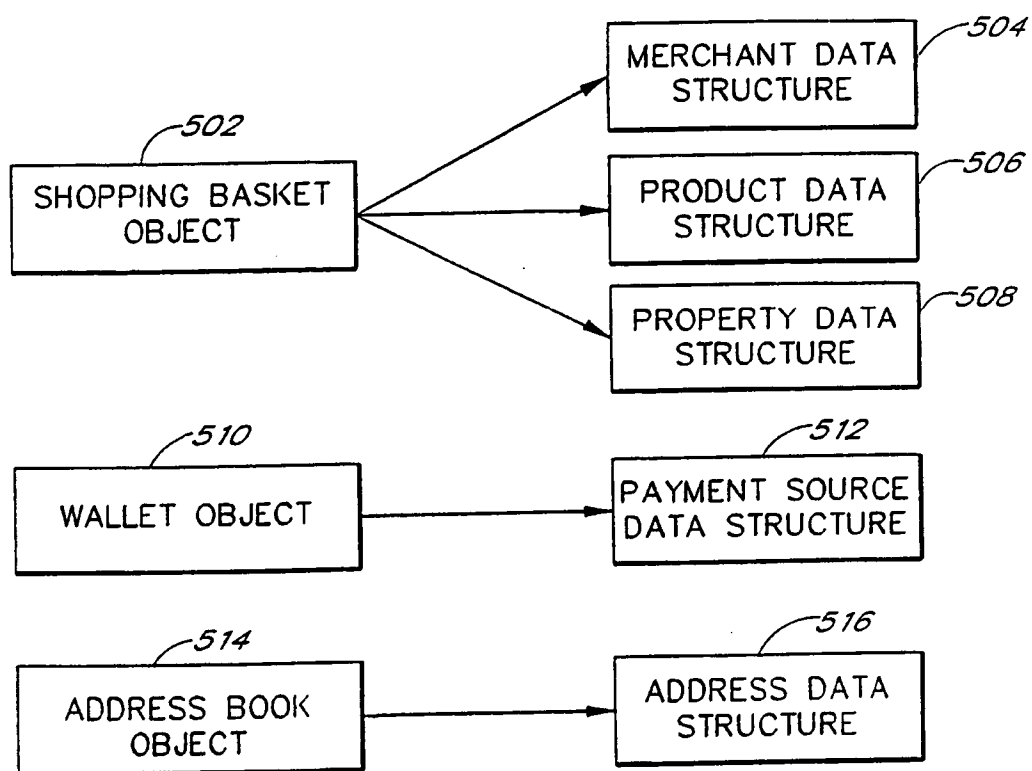 504
MERCHANT DATA
STRUCTURE
502
SHOPPING BASKET
OBJECT
506
PRODUCT DATA
STRUCTURE
508
PROPERTY DATA
STRUCTURE
510
WALLET OBJECT
512
PAYMENT SOURCE
DATA STRUCTURE
514
ADDRESS BOOK
OBJECT
516
ADDRESS DATA
STRUCTURE